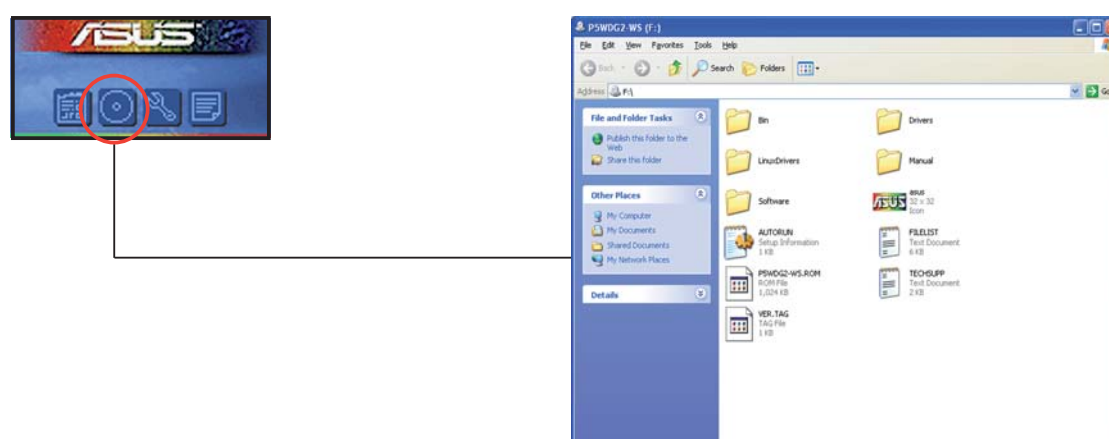 ASUS
P5WDG2-WS (F:)
File Edit View Favorites Tools Help
Back Search Folders
Address F:\ Go
File and Folder Tasks
Publish this folder to the
Web
Share this folder
Other Places
My Computer
My Documents
Shared Documents
My Network Places
Details
Bin
Drivers
LinuxDrivers
Manual
Software
asus
32 x 32
Icon
AUTORUN
Setup Information
1 KB
FILELIST
Text Document
6 KB
P5WDG2-WS.ROM
ROM File
1,024 KB
TECHSUPP
Text Document
2 KB
VER.TAG
TAG File
1 KB